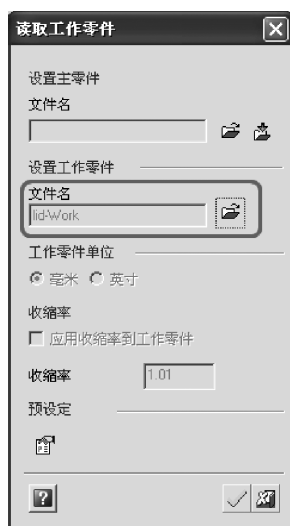 读取工作零件
设置主零件
文件名
设置工作零件
文件名
lid-Work
工作零件单位
毫米 英寸
收缩率
应用收缩率到工作零件
收缩率 1.01
预设定